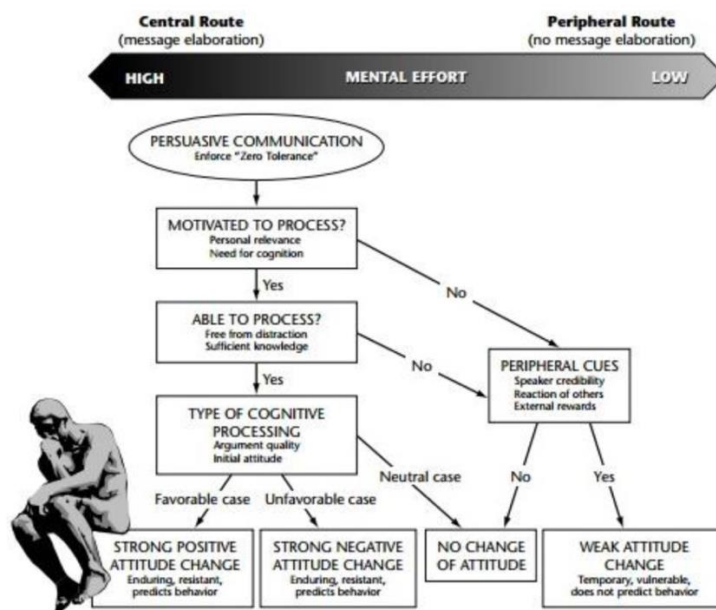 Central Route
(message elaboration)
Peripheral Route
(no message elaboration)
HIGH
MENTAL EFFORT
LOW
PERSUASIVE COMMUNICATION
Enforce "Zero Tolerance"
MOTIVATED TO PROCESS?
Personal relevance
Need for cognition
Yes
No
ABLE TO PROCESS?
Free from distraction
Sufficient knowledge
No
Yes
PERIPHERAL CUES
Speaker credibility
Reaction of others
External rewards
TYPE OF COGNITIVE
PROCESSING
Argument quality
Initial attitude
Favorable case
Unfavorable case
Neutral case
No
Yes
STRONG POSITIVE
ATTITUDE CHANGE
Enduring, resistant,
predicts behavior
STRONG NEGATIVE
ATTITUDE CHANGE
Enduring, resistant,
predicts behavior
NO CHANGE
OF ATTITUDE
WEAK ATTITUDE
CHANGE
Temporary, vulnerable,
does not predict behavior